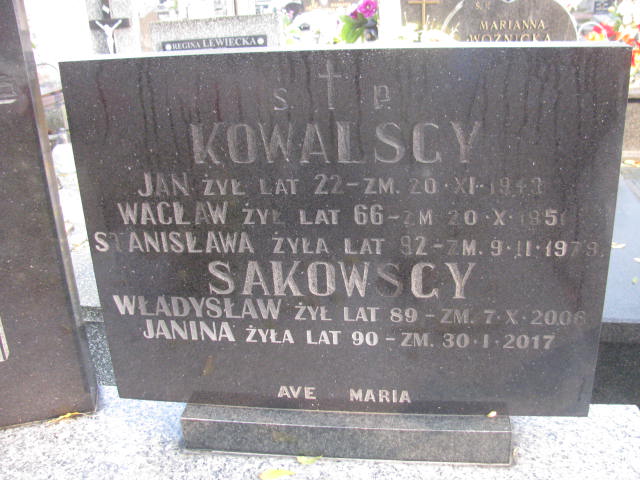 REGINA LEWIECKA
MARIANNA
WOŹNICKA
S P
KOWALSCY
JAN ŻYŁ LAT 22 - ZM. 20 · XI · 1943
WACŁAW ŻYŁ LAT 66 - ZM 20 · X · 1951
STANISŁAWA ŻYŁA LAT 92 - ZM. 9 · II · 1979
SAKOWSCY
WŁADYSŁAW ŻYŁ LAT 89 - ZM. 7 · X · 2006
JANINA ŻYŁA LAT 90 - ZM. 30 · I · 2017
AVE MARIA